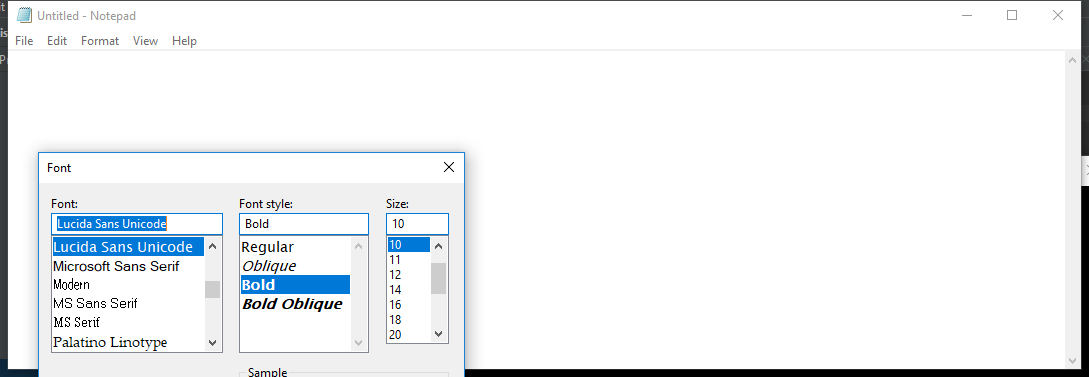 Untitled - Notepad
File Edit Format View Help
Font
Font: Font style: Size:
Lucida Sans Unicode Bold 10
Lucida Sans Unicode Regular 10
Microsoft Sans Serif Oblique 11
Modern Bold 12
MS Sans Serif Bold Oblique 14
MS Serif 16
Palatino Linotype 18
20
Sample